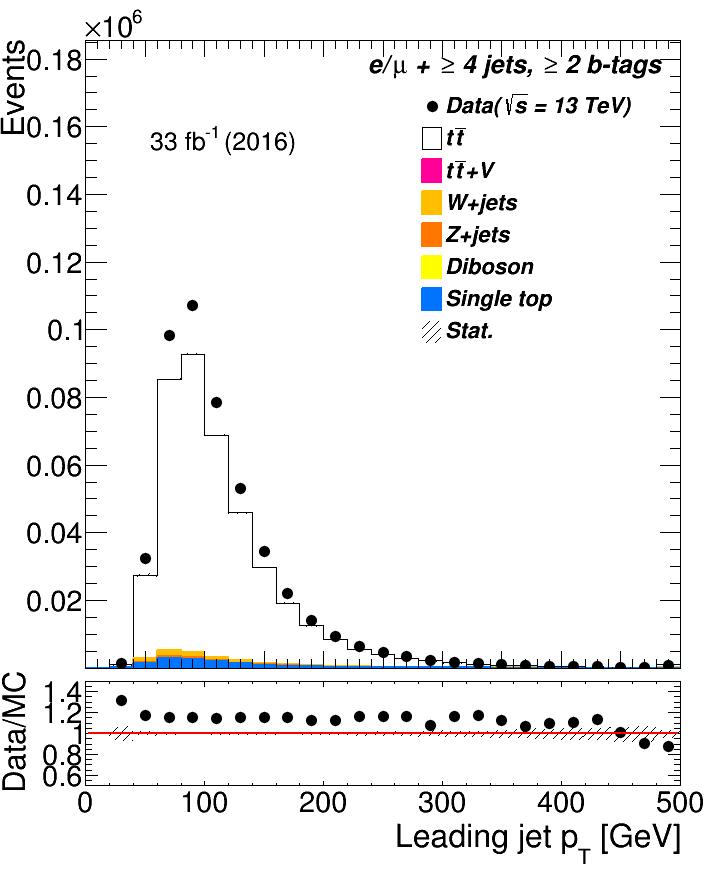 ×10⁶
Events
0.18
0.16
0.14
0.12
0.1
0.08
0.06
0.04
0.02
e/μ + ≥ 4 jets, ≥ 2 b-tags
33 fb⁻¹ (2016)
Data(√s = 13 TeV)
tt̅
tt̅+V
W+jets
Z+jets
Diboson
Single top
Stat.
Data/MC
1.4
1.2
1
0.8
0.6
0 100 200 300 400 500
Leading jet p_T [GeV]